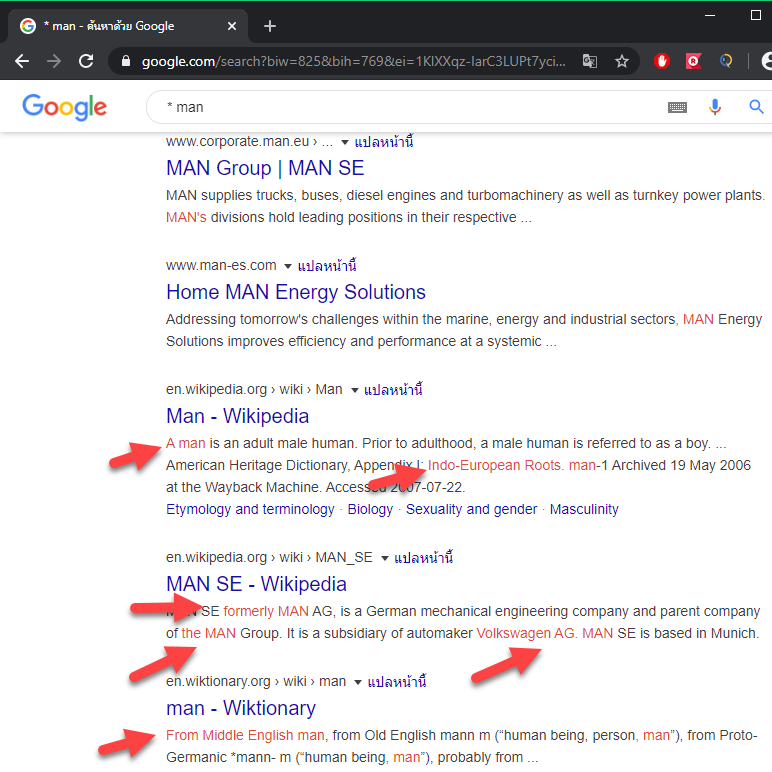 * man - ค้นหาด้วย Google
google.com/search?biw=825&bih=769&ei=1KlXXqz-IarC3LUPt7yci...
Google
* man
www.corporate.man.eu › ... ▼ แปลหน้านี้
MAN Group | MAN SE
MAN supplies trucks, buses, diesel engines and turbomachinery as well as turnkey power plants.
MAN's divisions hold leading positions in their respective ...
www.man-es.com ▼ แปลหน้านี้
Home MAN Energy Solutions
Addressing tomorrow's challenges within the marine, energy and industrial sectors, MAN Energy
Solutions improves efficiency and performance at a systemic ...
en.wikipedia.org › wiki › Man ▼ แปลหน้านี้
Man - Wikipedia
A man is an adult male human. Prior to adulthood, a male human is referred to as a boy. ...
American Heritage Dictionary, Appendix I: Indo-European Roots. man-1 Archived 19 May 2006
at the Wayback Machine. Accessed 2007-07-22.
Etymology and terminology · Biology · Sexuality and gender · Masculinity
en.wikipedia.org › wiki › MAN_SE ▼ แปลหน้านี้
MAN SE - Wikipedia
MAN SE formerly MAN AG, is a German mechanical engineering company and parent company
of the MAN Group. It is a subsidiary of automaker Volkswagen AG. MAN SE is based in Munich.
en.wiktionary.org › wiki › man ▼ แปลหน้านี้
man - Wiktionary
From Middle English man, from Old English mann m (“human being, person, man”), from Proto-
Germanic *mann- m (“human being, man”), probably from ...